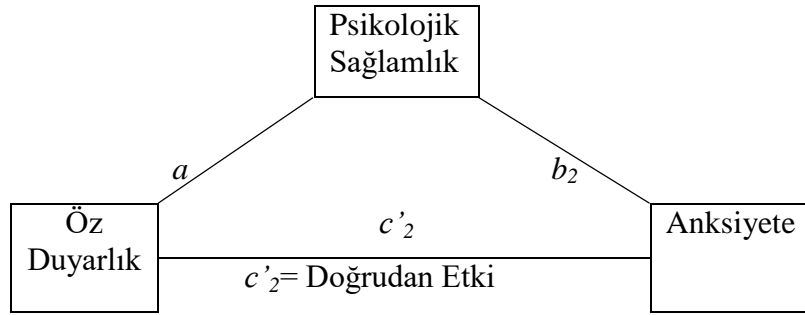 Psikolojik
Sağlamlık
a
b2
Öz
Duyarlık
c’2
Anksiyete
c’2= Doğrudan Etki